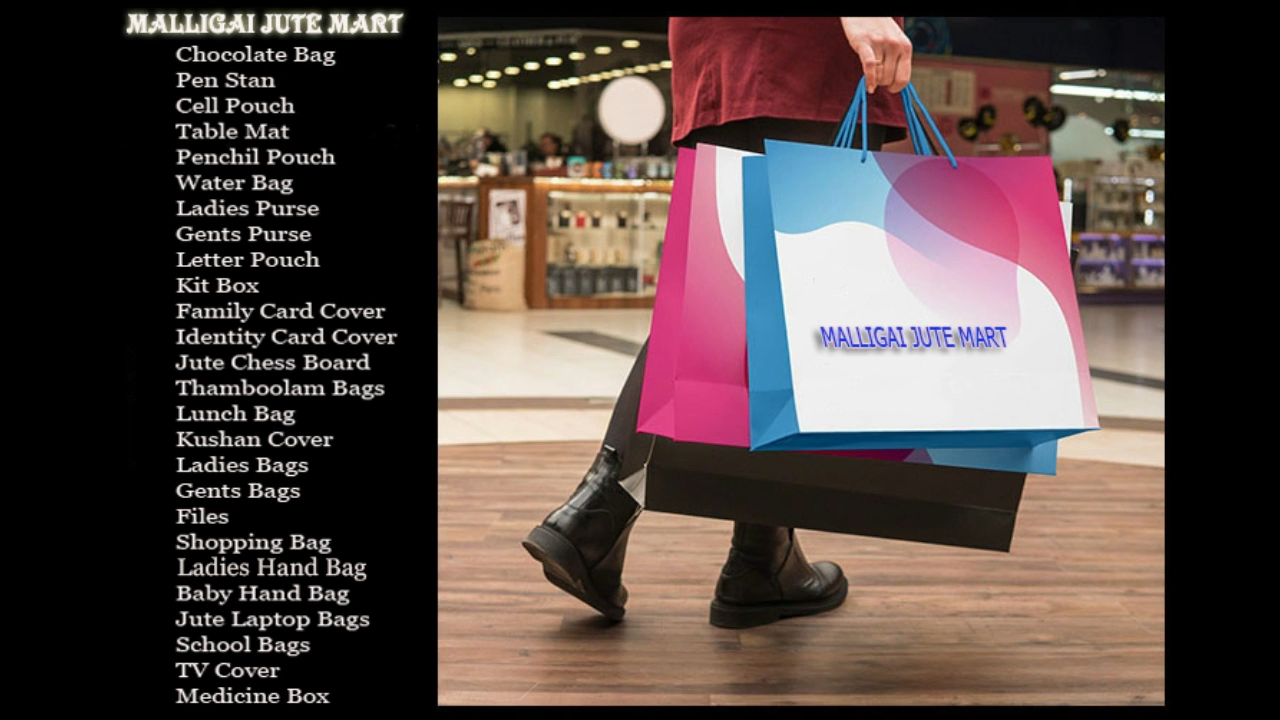 MALLIGAI JUTE MART
Chocolate Bag
Pen Stan
Cell Pouch
Table Mat
Penchil Pouch
Water Bag
Ladies Purse
Gents Purse
Letter Pouch
Kit Box
Family Card Cover
Identity Card Cover
Jute Chess Board
Thamboolam Bags
Lunch Bag
Kushan Cover
Ladies Bags
Gents Bags
Files
Shopping Bag
Ladies Hand Bag
Baby Hand Bag
Jute Laptop Bags
School Bags
TV Cover
Medicine Box
MALLIGAI JUTE MART